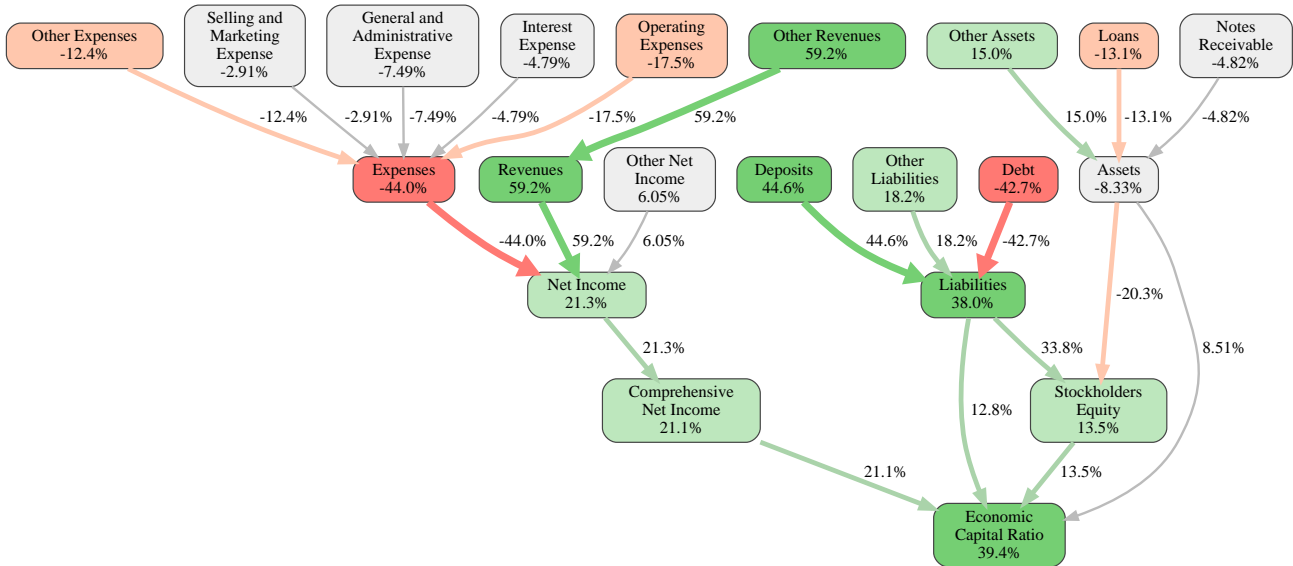 Other Expenses
-12.4%
Selling and
Marketing
Expense
-2.91%
General and
Administrative
Expense
-7.49%
Interest
Expense
-4.79%
Operating
Expenses
-17.5%
Other Revenues
59.2%
Other Assets
15.0%
Loans
-13.1%
Notes
Receivable
-4.82%
-12.4%
-2.91%
-7.49%
-4.79%
-17.5%
59.2%
15.0%
-13.1%
-4.82%
Expenses
-44.0%
Revenues
59.2%
Other Net
Income
6.05%
Deposits
44.6%
Other
Liabilities
18.2%
Debt
-42.7%
Assets
-8.33%
-44.0%
59.2%
6.05%
44.6%
18.2%
-42.7%
-20.3%
8.51%
Net Income
21.3%
Liabilities
38.0%
21.3%
33.8%
12.8%
Comprehensive
Net Income
21.1%
Stockholders
Equity
13.5%
21.1%
13.5%
Economic
Capital Ratio
39.4%